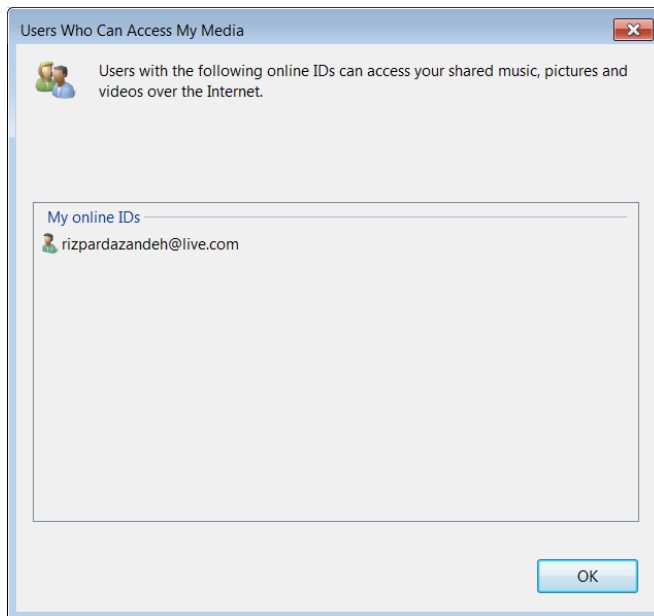 Users Who Can Access My Media
Users with the following online IDs can access your shared music, pictures and
videos over the Internet.
My online IDs
rizpardazandeh@live.com
OK